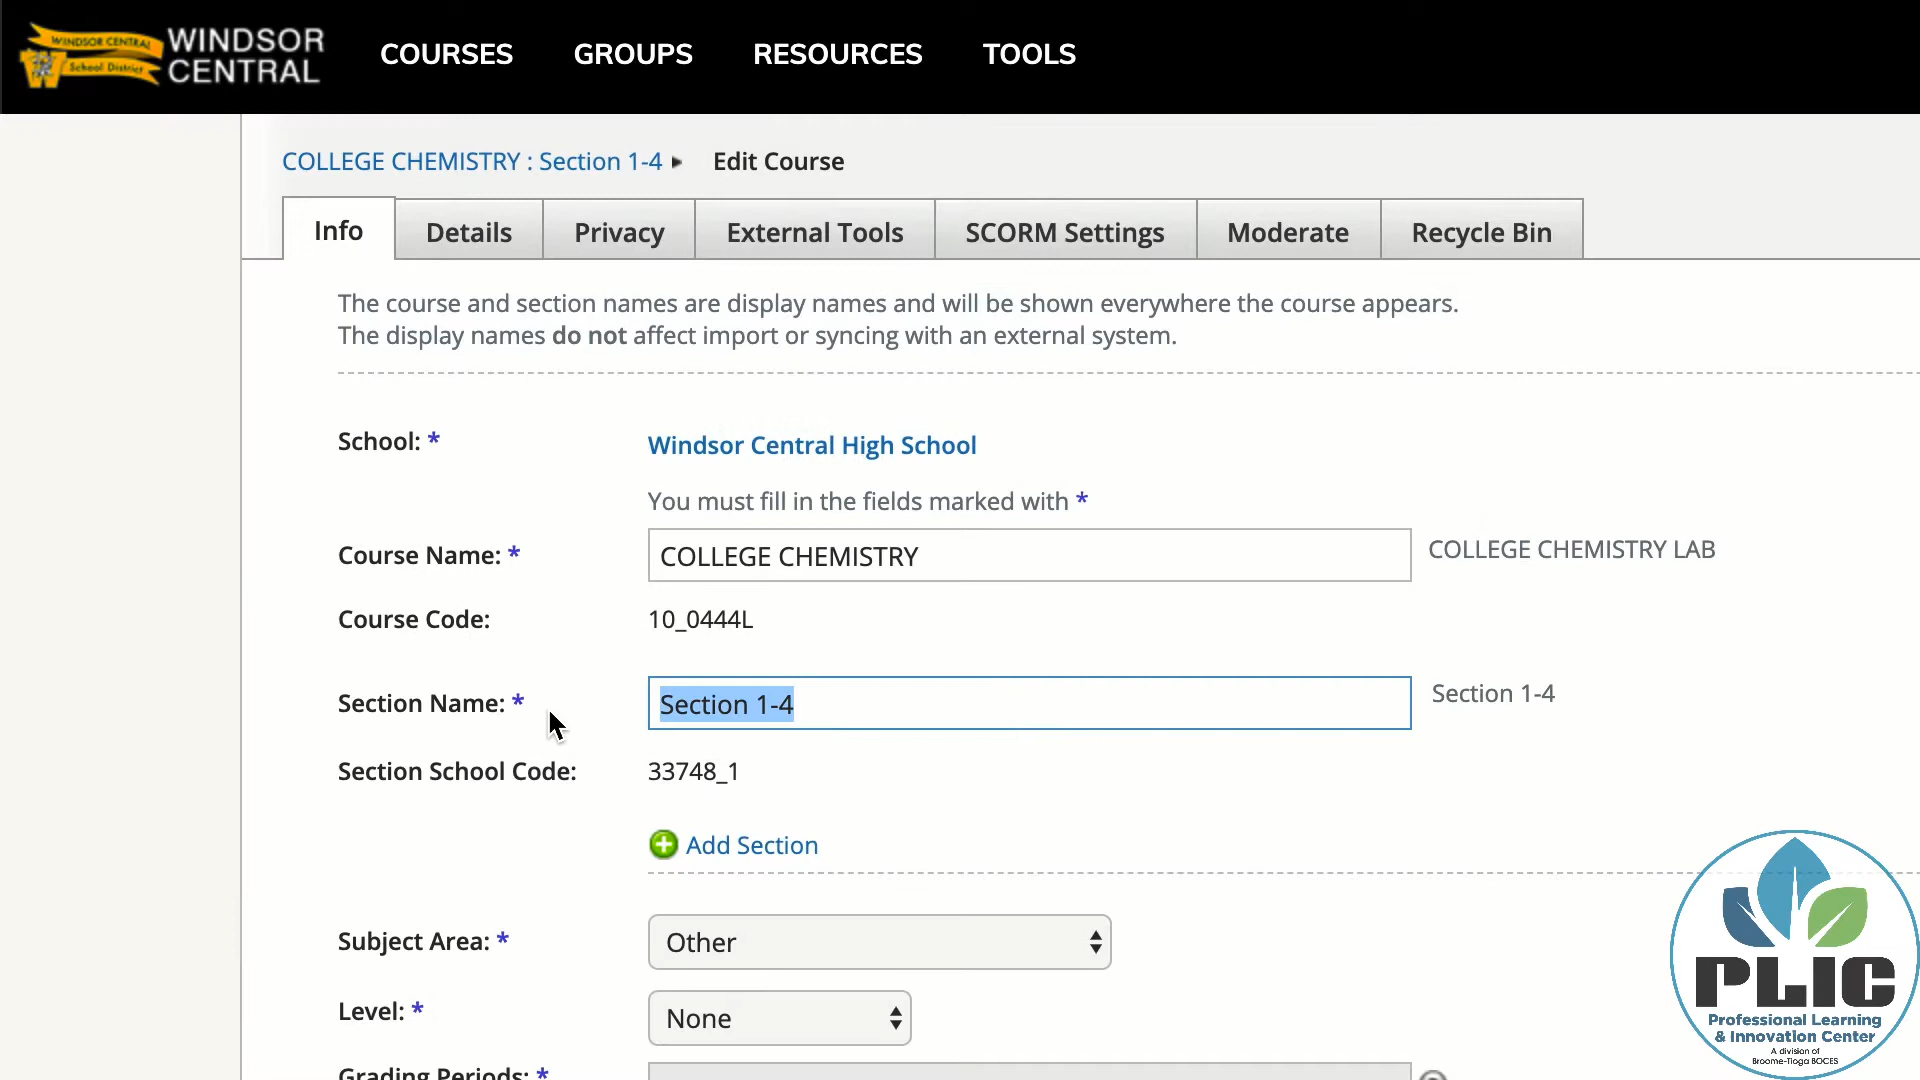 WINDSOR CENTRAL
School District
WINDSOR
CENTRAL
COURSES
GROUPS
RESOURCES
TOOLS
COLLEGE CHEMISTRY : Section 1-4
Edit Course
Info
Details
Privacy
External Tools
SCORM Settings
Moderate
Recycle Bin
The course and section names are display names and will be shown everywhere the course appears.
The display names do not affect import or syncing with an external system.
School: *
Windsor Central High School
You must fill in the fields marked with *
Course Name: *
COLLEGE CHEMISTRY
COLLEGE CHEMISTRY LAB
Course Code:
10_0444L
Section Name: *
Section 1-4
Section 1-4
Section School Code:
33748_1
Add Section
Subject Area: *
Other
Level: *
None
Grading Periods: *
PLIC
Professional Learning
& Innovation Center
A division of
Broome-Tioga BOCES